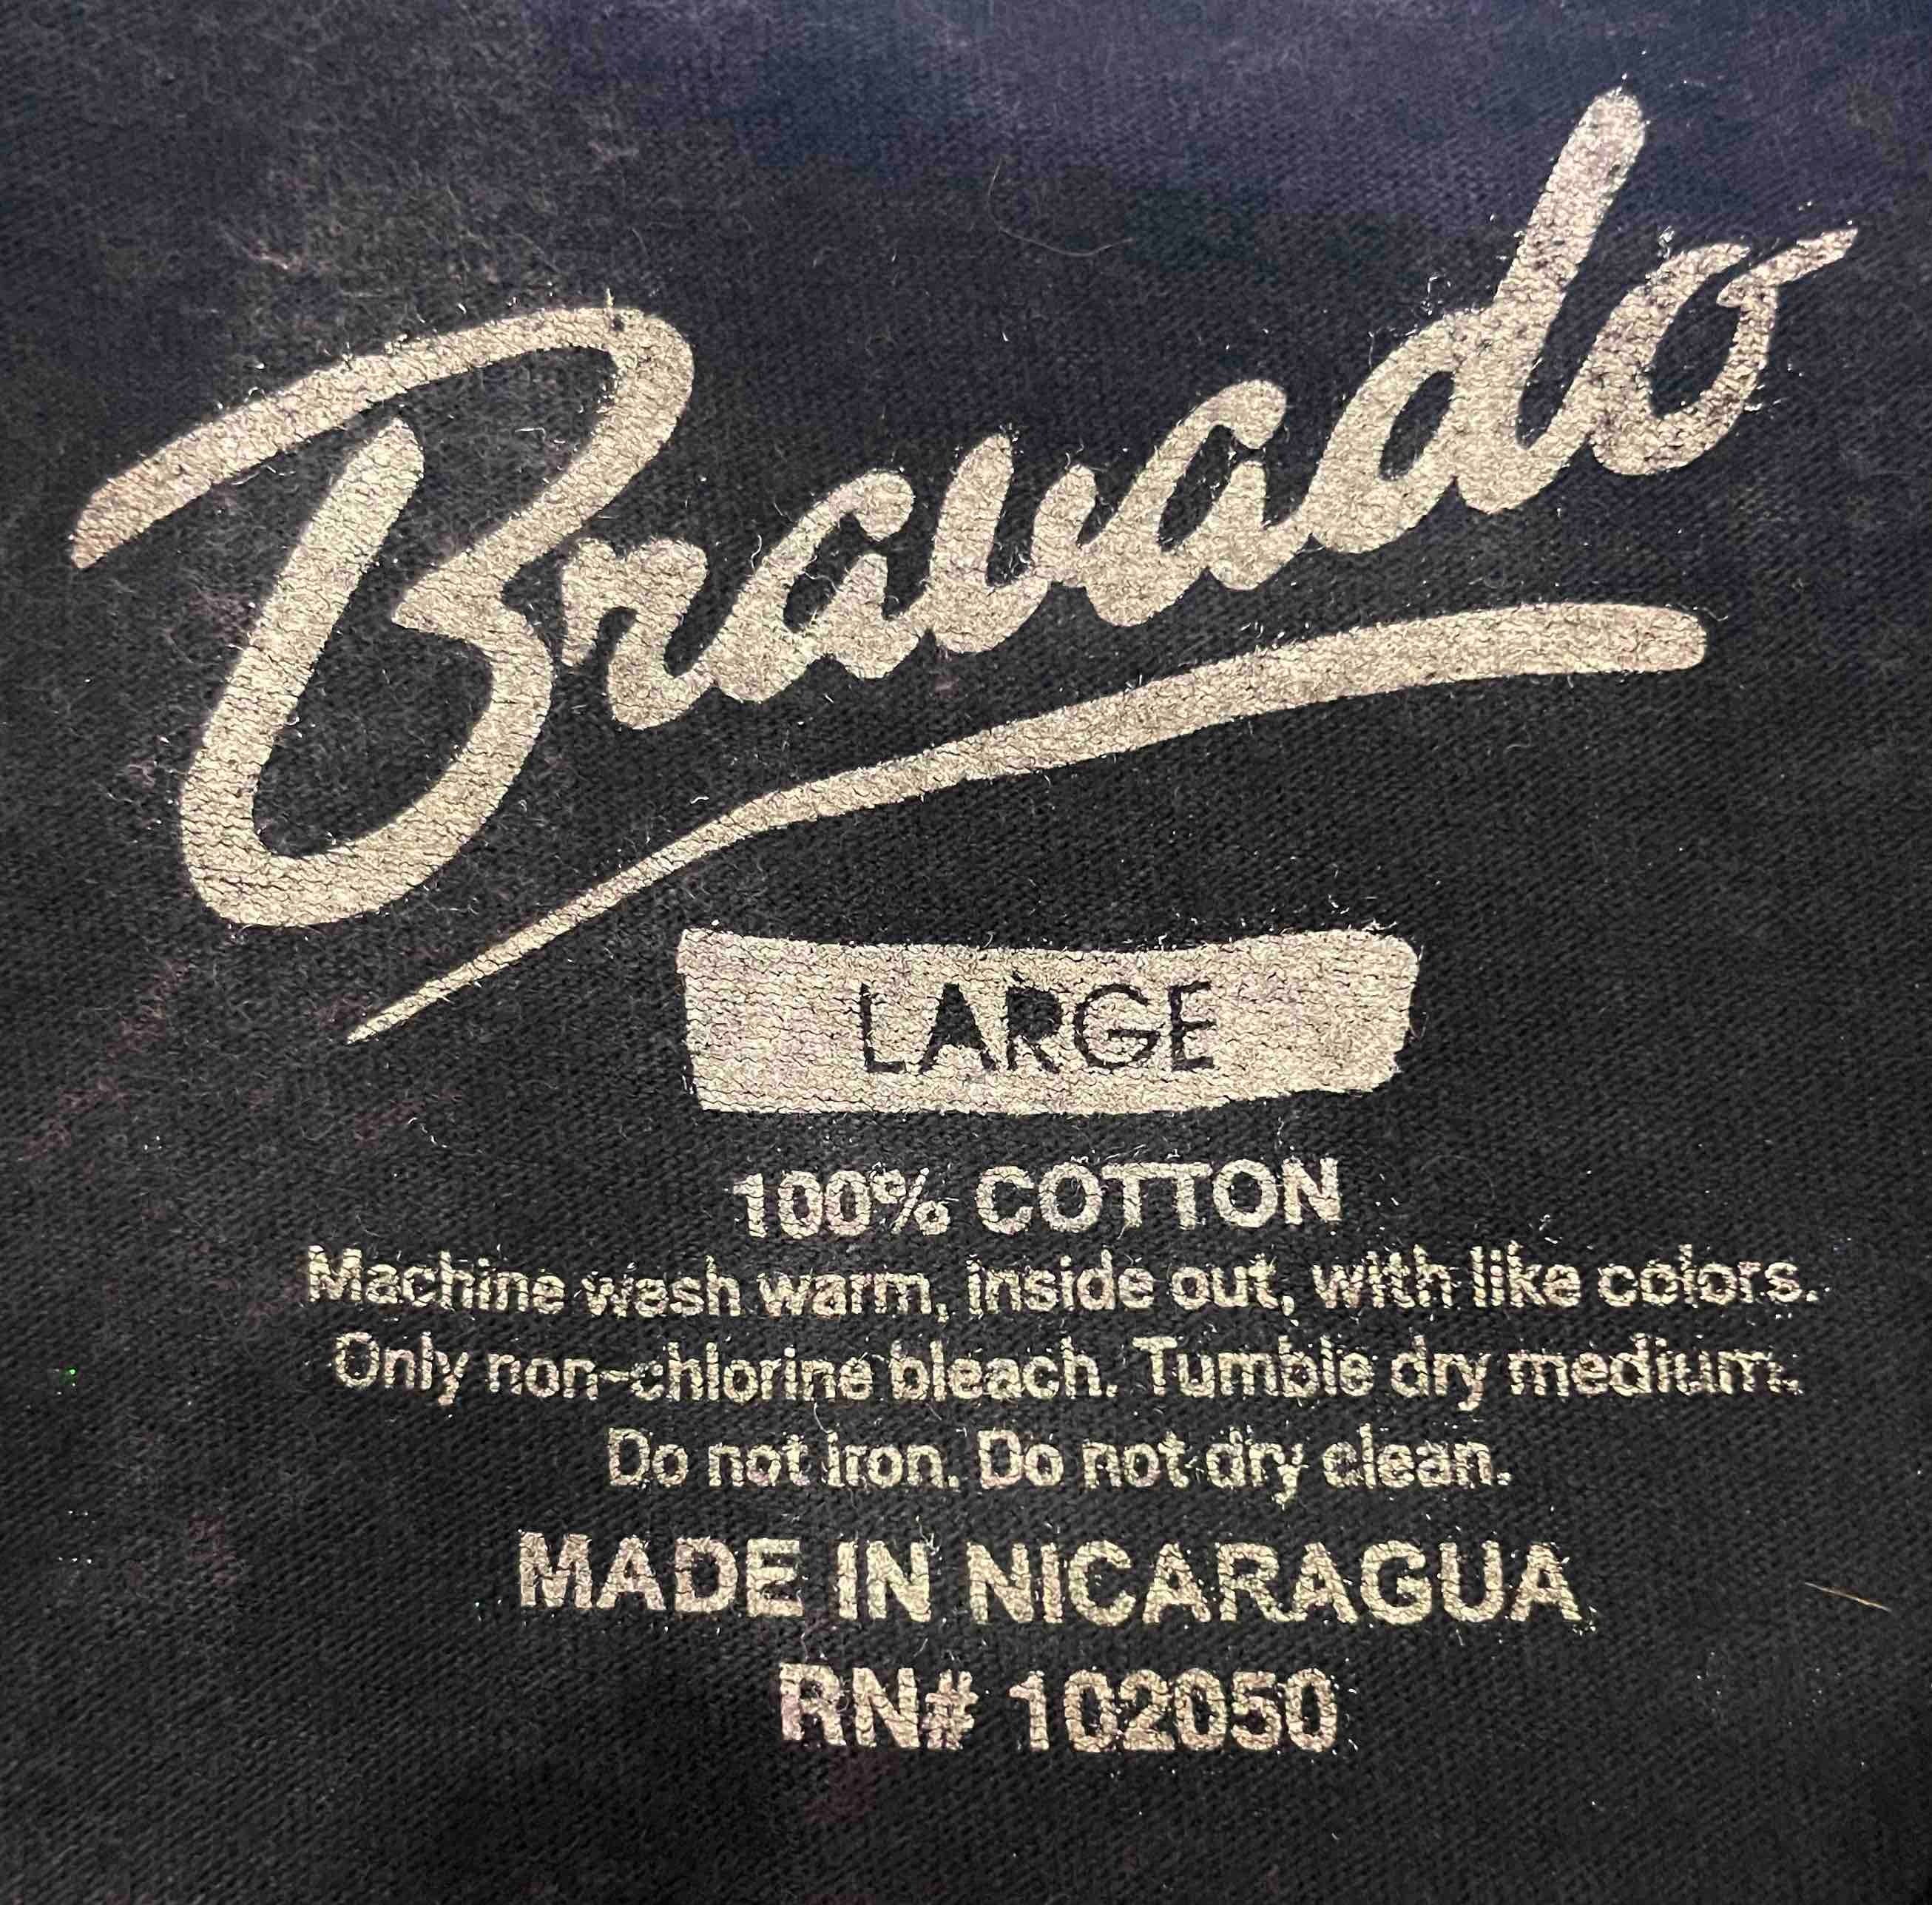 Bravado
LARGE
100% COTTON
Machine wash warm, inside out, with like colors.
Only non-chlorine bleach. Tumble dry medium.
Do not iron. Do not dry clean.
MADE IN NICARAGUA
RN# 102050